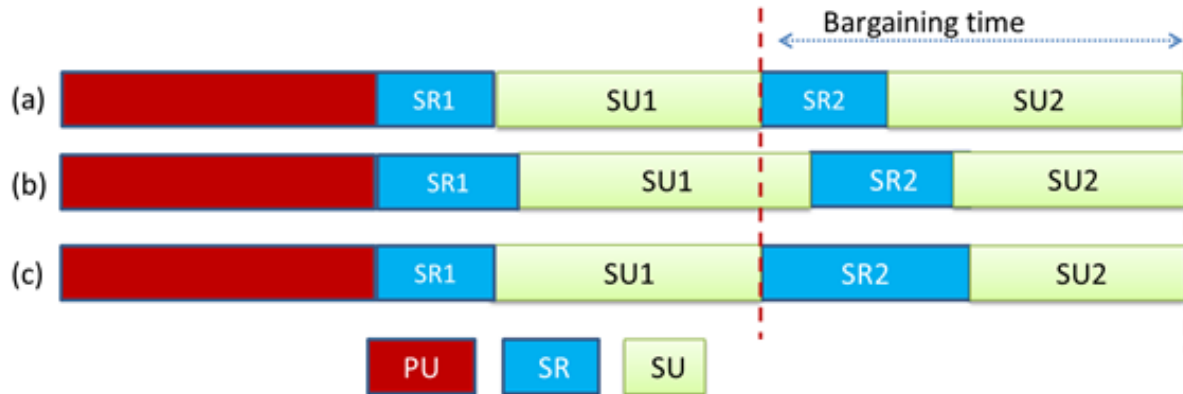 Bargaining time
(a) SR1 SU1 SR2 SU2
(b) SR1 SU1 SR2 SU2
(c) SR1 SU1 SR2 SU2
PU SR SU